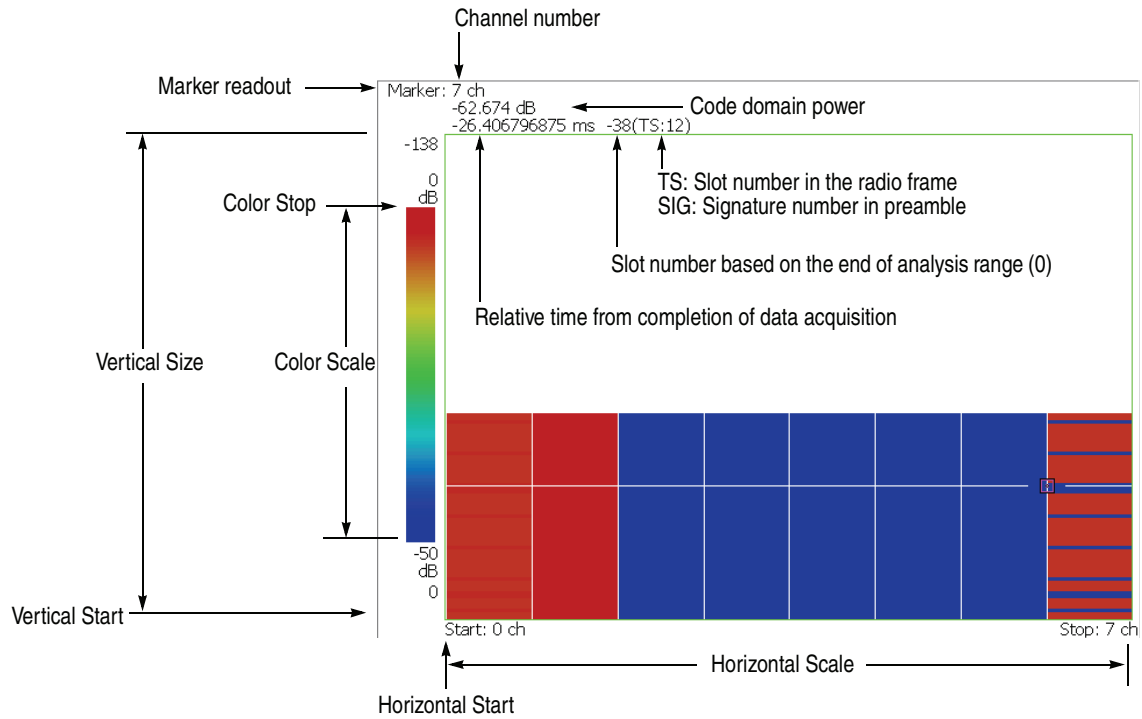 Channel number
Marker readout
Marker: 7 ch
-62.674 dB
Code domain power
-26.406796875 ms -38(TS:12)
-138
0
dB
TS: Slot number in the radio frame
SIG: Signature number in preamble
Color Stop
Slot number based on the end of analysis range (0)
Relative time from completion of data acquisition
Vertical Size
Color Scale
-50
dB
0
Vertical Start
Start: 0 ch
Stop: 7 ch
Horizontal Scale
Horizontal Start